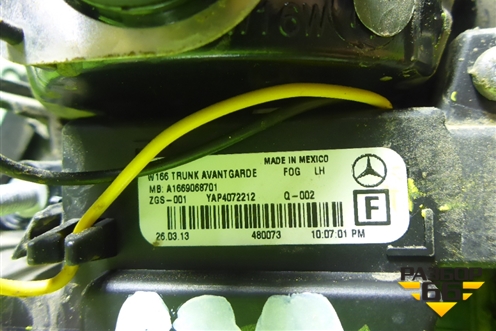 W166 TRUNK AVANTGARDE
MADE IN MEXICO
MB: A1669068701
FOG LH
ZGS-001 YAP4072212 Q-002
F
26.03.13 480073 10:07:01 PM